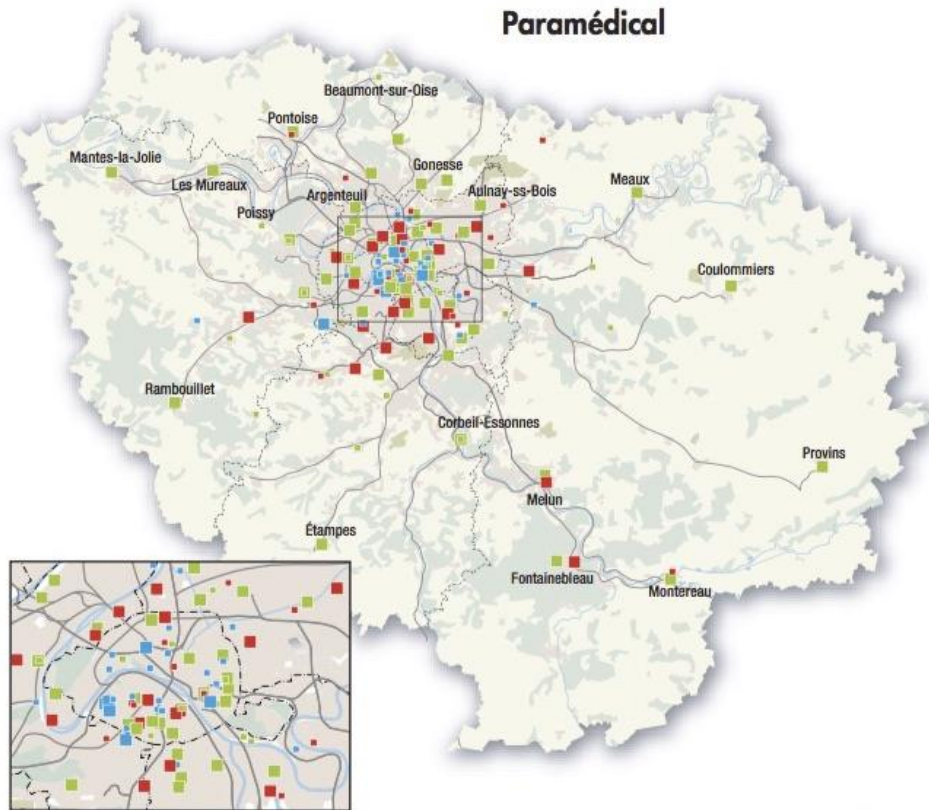 Paramédical
Beaumont-sur-Oise
Pontoise
Mantes-la-Jolie
Gonesse
Les Mureaux
Argenteuil
Aulnay-ss-Bois
Meaux
Poissy
Coulommiers
Rambouillet
Corbeil-Essonnes
Provins
Melun
Étampes
Fontainebleau
Montereau